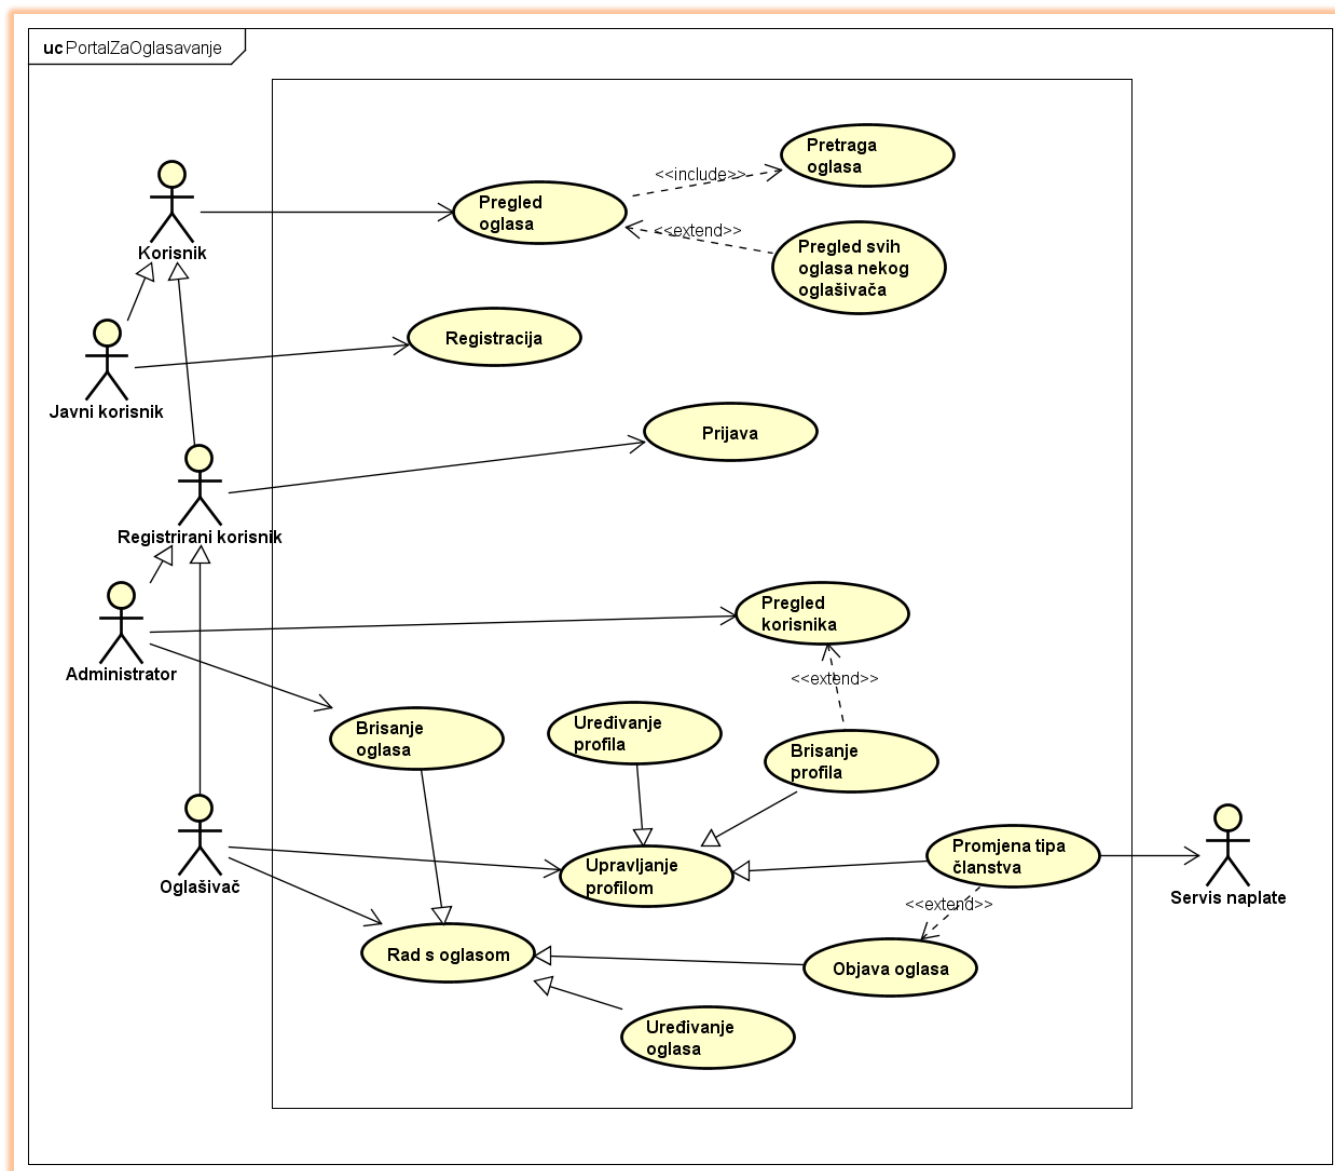 uc PortalZaOglasavanje
Pretraga
oglasa
<<include>>
Pregled
oglasa
<<extend>>
Pregled svih
oglasa nekog
oglašivača
Korisnik
Registracija
Javni korisnik
Prijava
Registrirani korisnik
Pregled
korisnika
Administrator
<<extend>>
Brisanje
oglasa
Uređivanje
profila
Brisanje
profila
Oglašivač
Upravljanje
profilom
Promjena tipa
članstva
Servis naplate
<<extend>>
Rad s oglasom
Objava oglasa
Uređivanje
oglasa